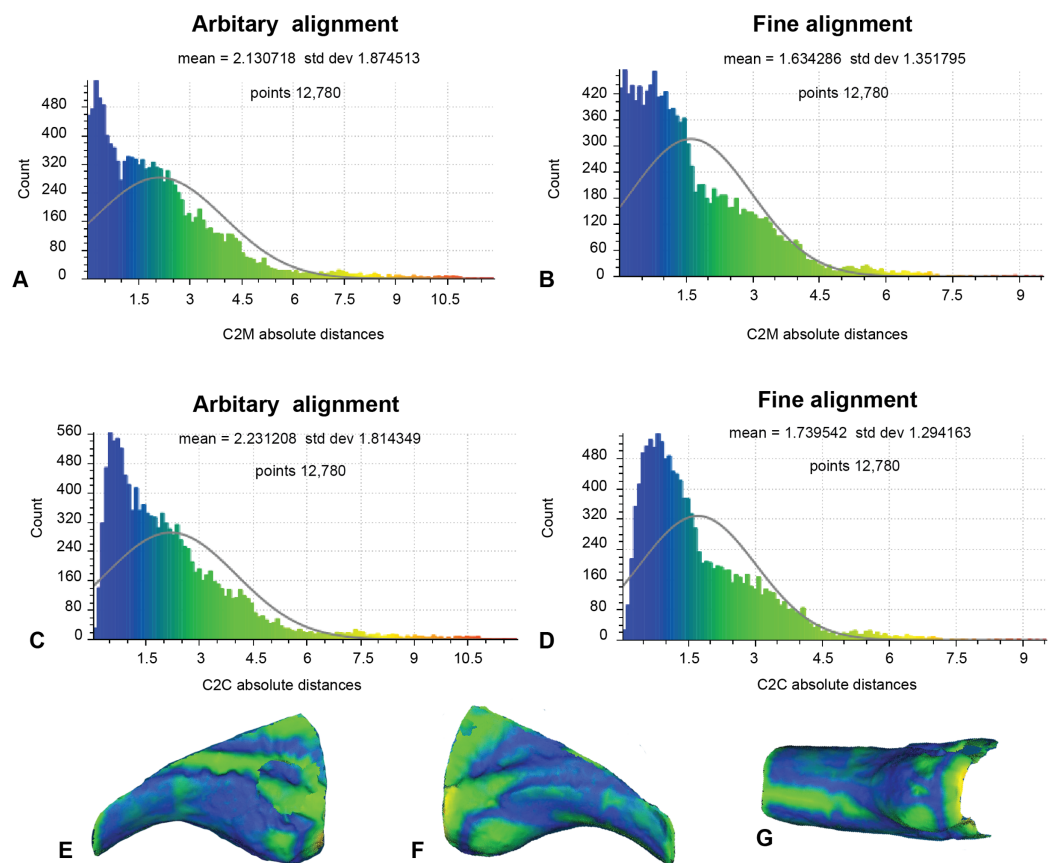 Arbitary alignment
mean = 2.130718 std dev 1.874513
points 12,780
480
400
320
240
160
80
0
Count
1.5 3 4.5 6 7.5 9 10.5
A
C2M absolute distances
Fine alignment
mean = 1.634286 std dev 1.351795
points 12,780
420
360
300
240
180
120
60
0
Count
1.5 3 4.5 6 7.5 9
B
C2M absolute distances
Arbitary alignment
mean = 2.231208 std dev 1.814349
points 12,780
560
480
400
320
240
160
80
0
Count
1.5 3 4.5 6 7.5 9 10.5
C
C2C absolute distances
Fine alignment
mean = 1.739542 std dev 1.294163
points 12,780
480
400
320
240
160
80
0
Count
1.5 3 4.5 6 7.5 9
D
C2C absolute distances
E
F
G